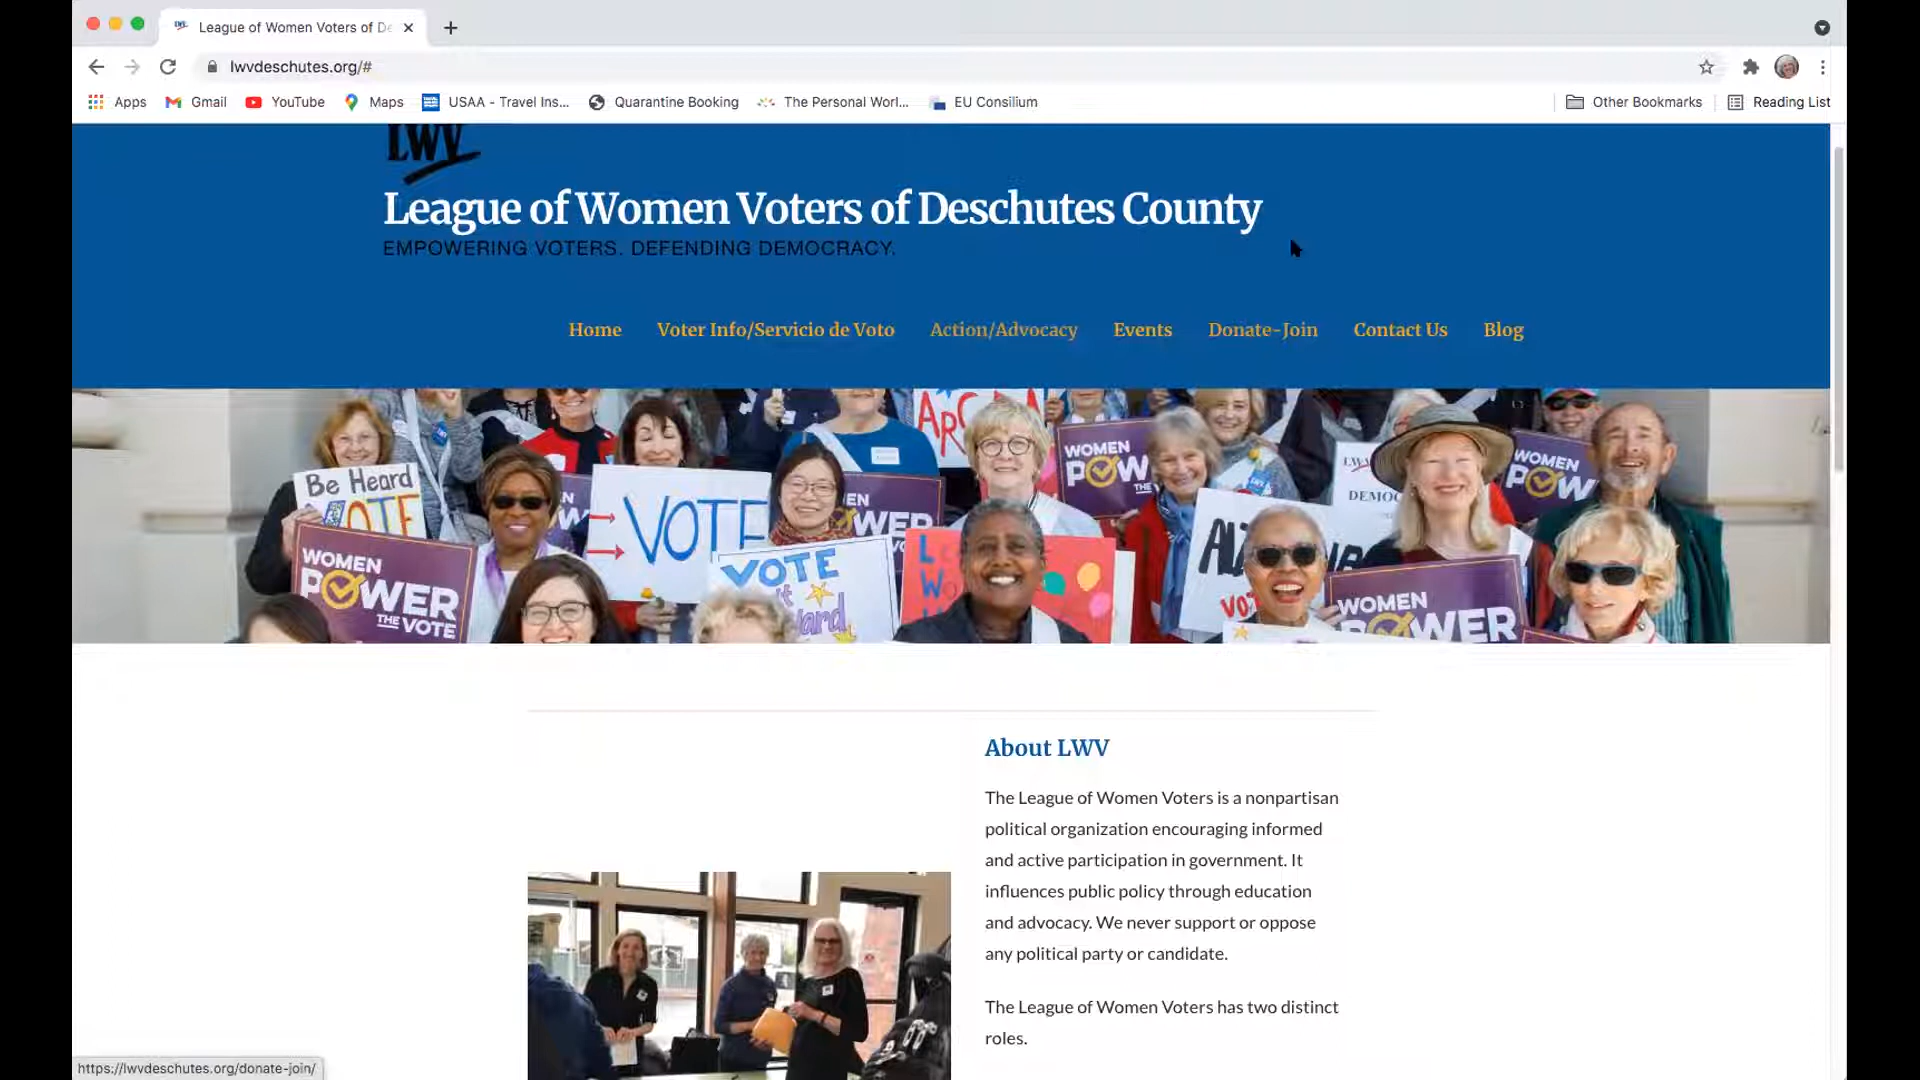 League of Women Voters of De
lwvdeschutes.org/#
Apps Gmail YouTube Maps USAA - Travel Ins... Quarantine Booking The Personal Worl... EU Consilium Other Bookmarks Reading List
LWV
League of Women Voters of Deschutes County
EMPOWERING VOTERS. DEFENDING DEMOCRACY.
Home Voter Info/Servicio de Voto Action/Advocacy Events Donate-Join Contact Us Blog
Be Heard
VOTE
WOMEN
POWER
THE VOTE
VOTE
VOTE
WOMEN
WOMEN
WOMEN
POWER
About LWV
The League of Women Voters is a nonpartisan
political organization encouraging informed
and active participation in government. It
influences public policy through education
and advocacy. We never support or oppose
any political party or candidate.
The League of Women Voters has two distinct
roles.
https://lwvdeschutes.org/donate-join/